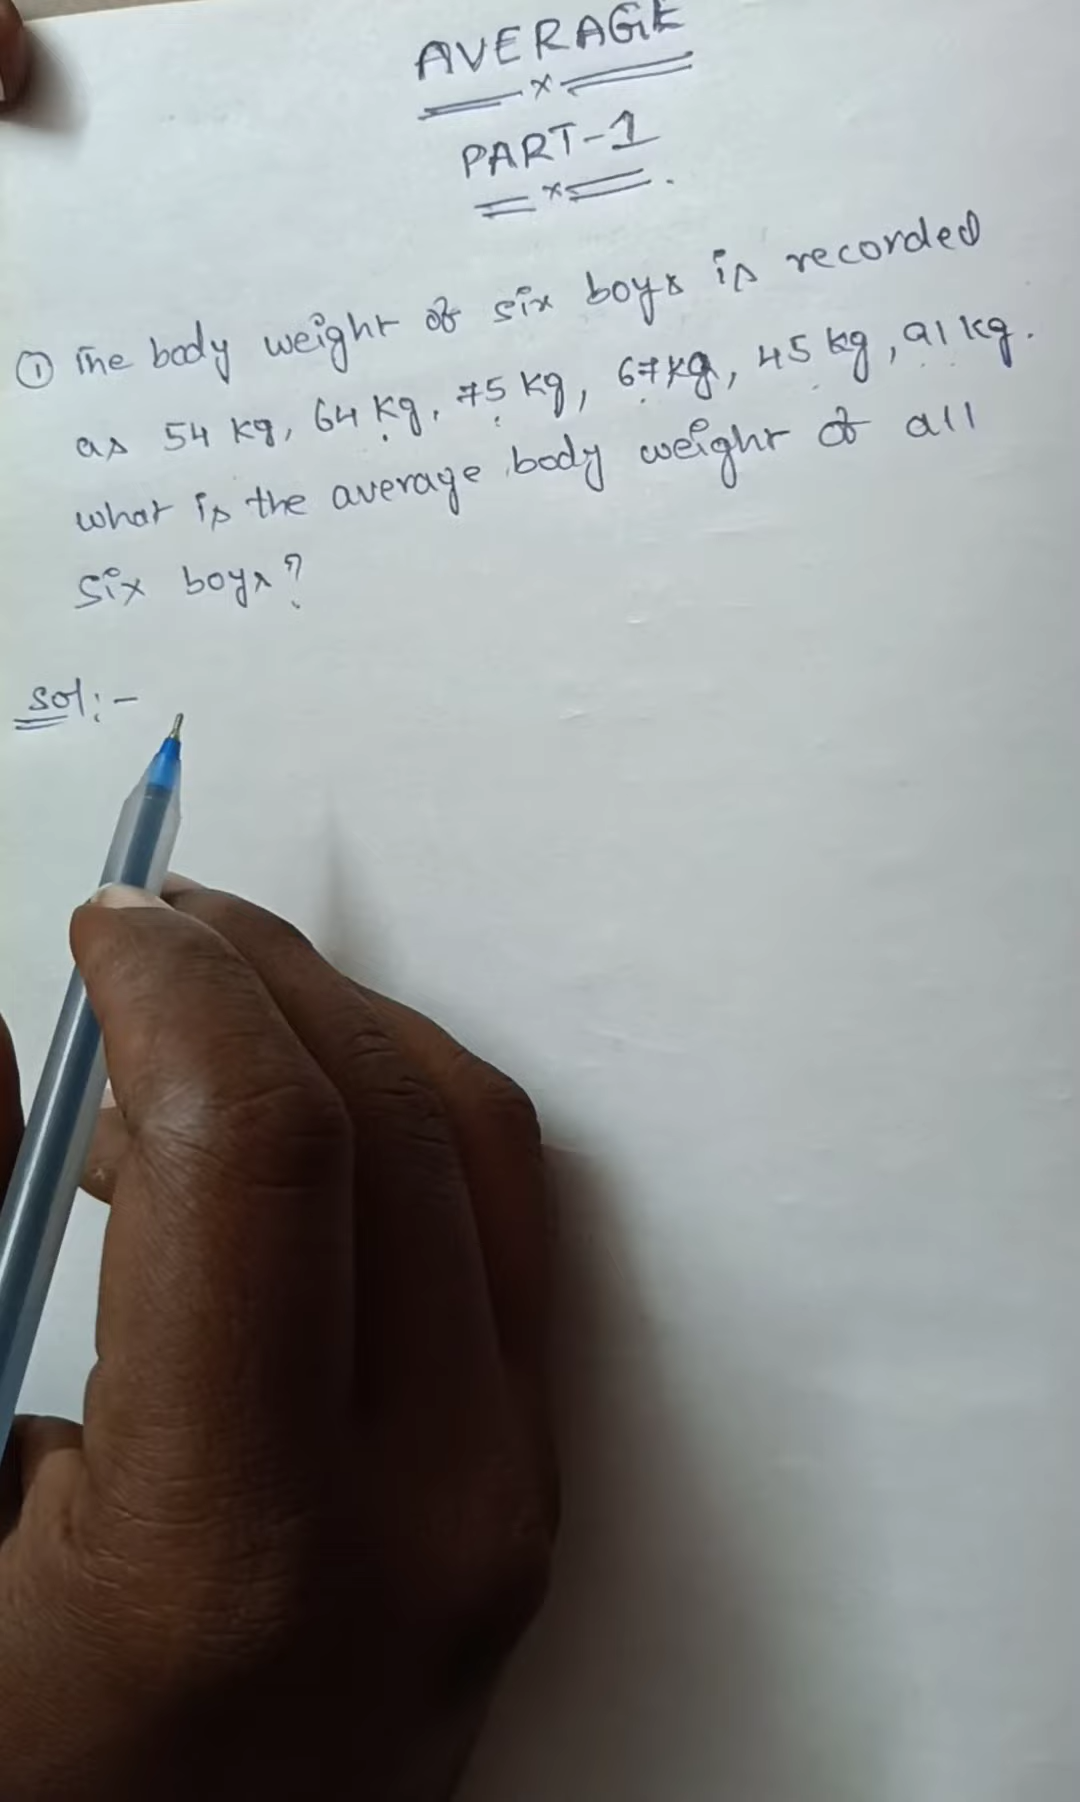 AVERAGE
PART-1
① The body weight of six boys is recorded
as 54 kg, 64 kg, 75 kg, 67 kg, 45 kg, 91 kg.
what is the average body weight of all
six boys?
Sol:-